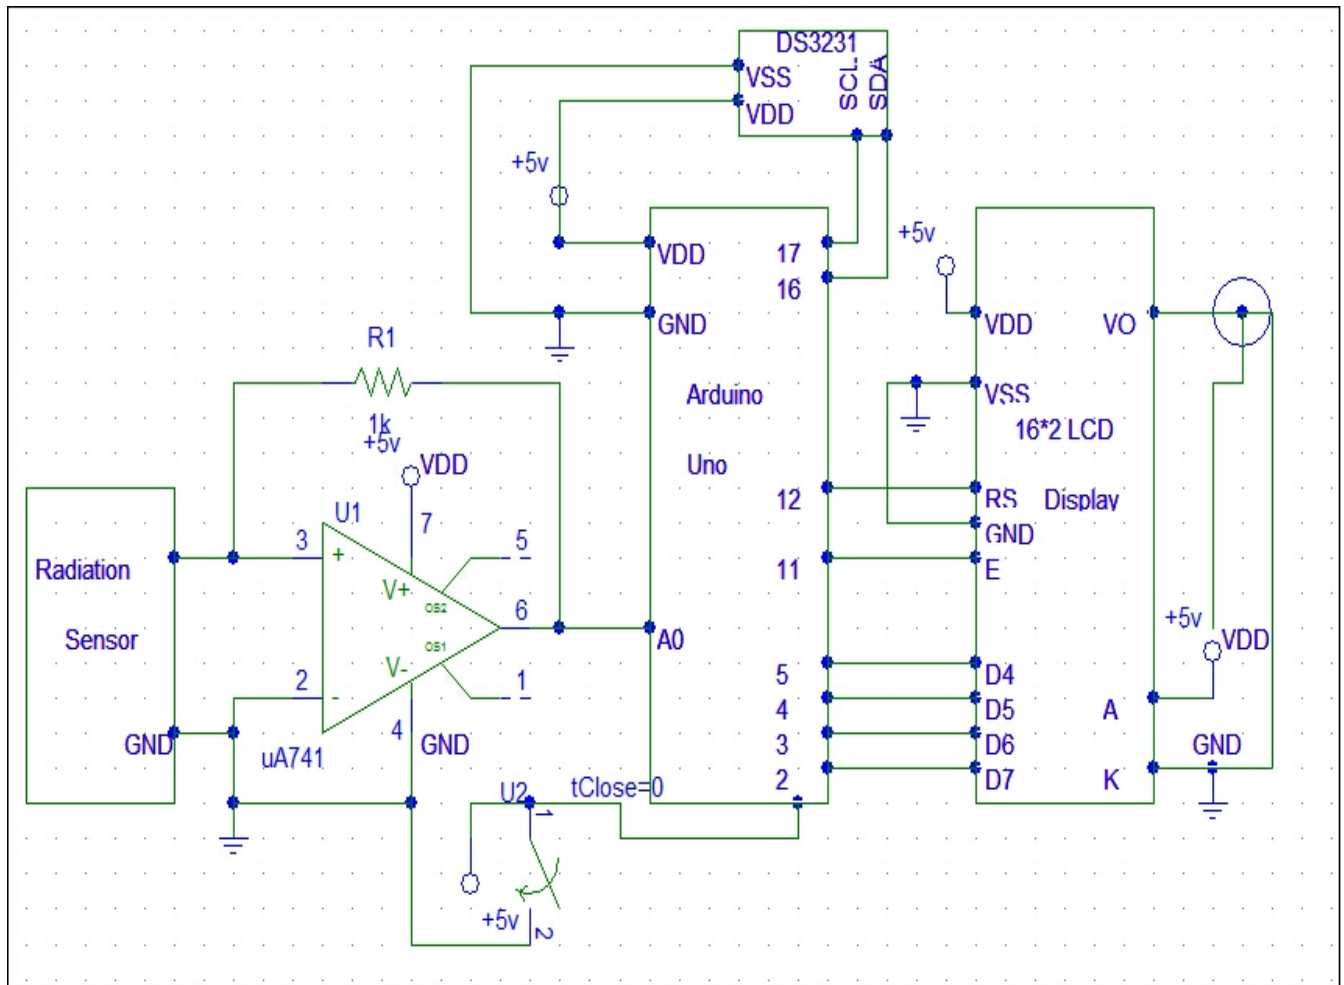 DS3231
VSS
VDD
SCL
SDA
+5v
VDD
GND
17
16
Arduino
Uno
12
11
A0
5
4
3
2
+5v
VDD
VSS
16*2 LCD
Display
RS
GND
E
D4
D5
D6
D7
VO
A
K
+5v
VDD
GND
R1
1k
+5v
VDD
U1
7
3
+
5
V+
OS2
6
OS1
V-
2
-
1
4
GND
uA741
Radiation
Sensor
GND
U2
tClose=0
1
+5v
2